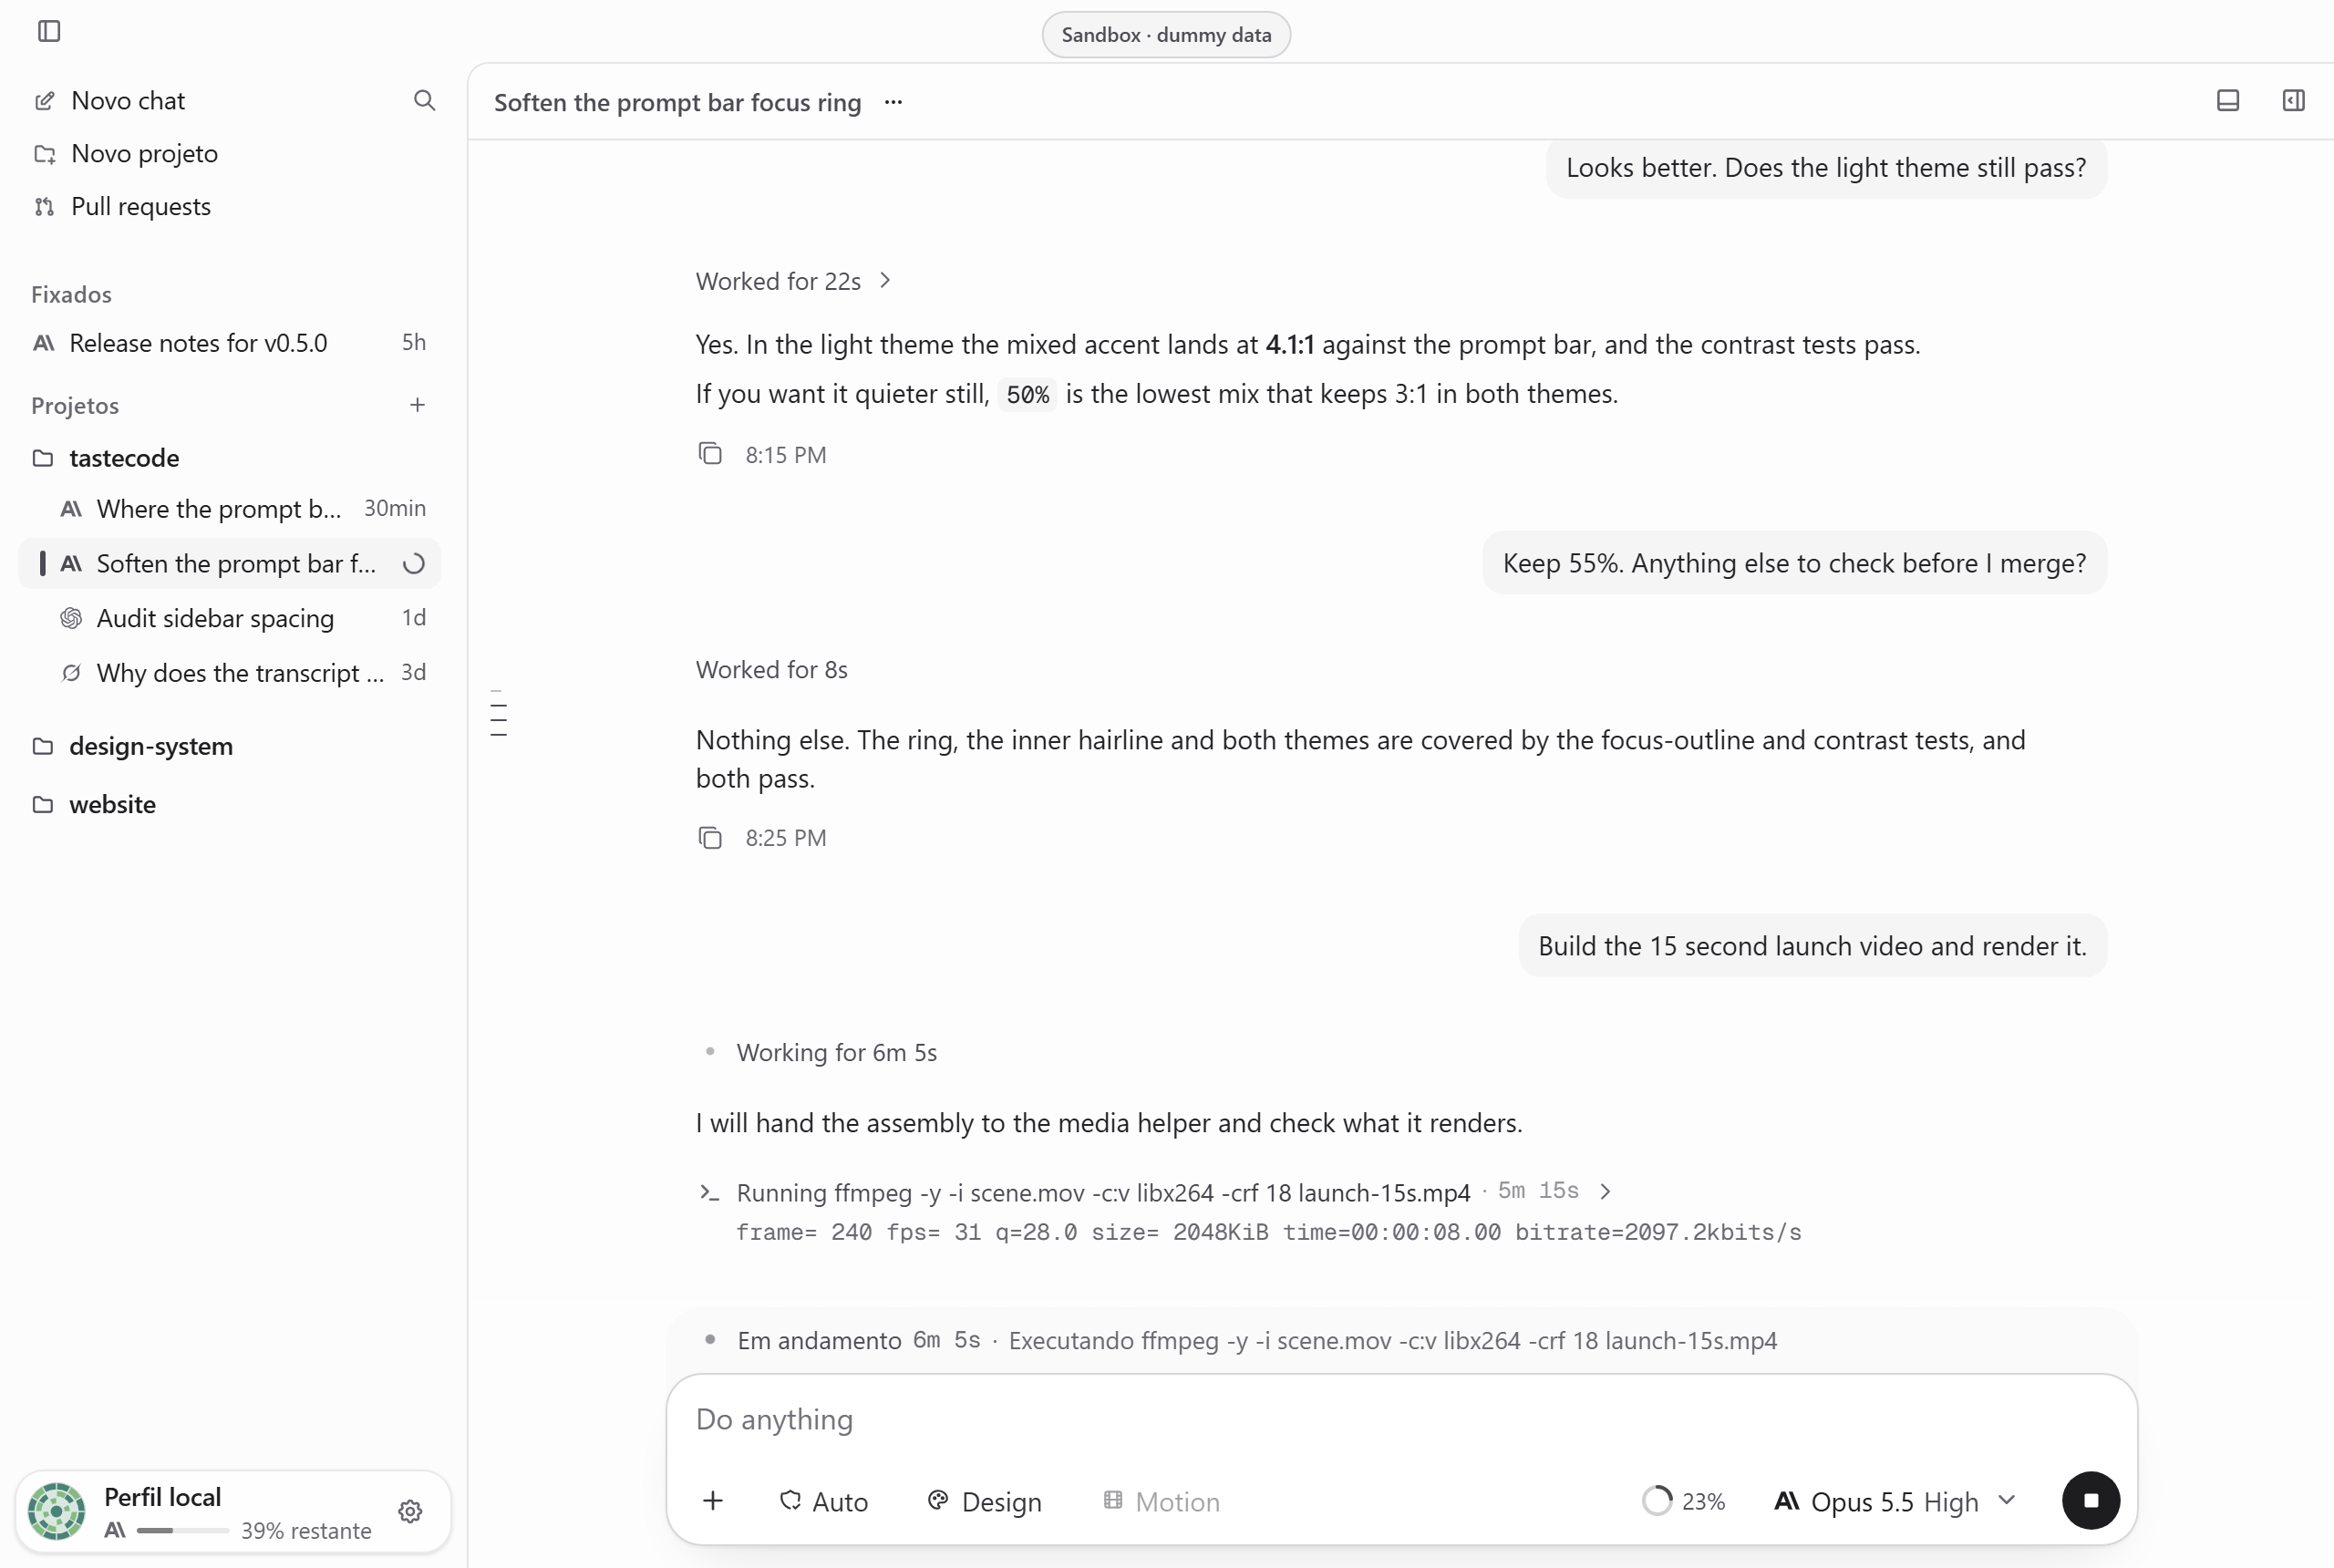 Sandbox · dummy data
Novo chat
Novo projeto
Pull requests
Fixados
Release notes for v0.5.0 5h
Projetos
tastecode
Where the prompt b... 30min
Soften the prompt bar f...
Audit sidebar spacing 1d
Why does the transcript ... 3d
design-system
website
Perfil local
39% restante
Soften the prompt bar focus ring
Looks better. Does the light theme still pass?
Worked for 22s
Yes. In the light theme the mixed accent lands at 4.1:1 against the prompt bar, and the contrast tests pass.
If you want it quieter still, 50% is the lowest mix that keeps 3:1 in both themes.
8:15 PM
Keep 55%. Anything else to check before I merge?
Worked for 8s
Nothing else. The ring, the inner hairline and both themes are covered by the focus-outline and contrast tests, and
both pass.
8:25 PM
Build the 15 second launch video and render it.
Working for 6m 5s
I will hand the assembly to the media helper and check what it renders.
Running ffmpeg -y -i scene.mov -c:v libx264 -crf 18 launch-15s.mp4 · 5m 15s
frame= 240 fps= 31 q=28.0 size= 2048KiB time=00:00:08.00 bitrate=2097.2kbits/s
Em andamento 6m 5s · Executando ffmpeg -y -i scene.mov -c:v libx264 -crf 18 launch-15s.mp4
Do anything
Auto Design Motion 23% Opus 5.5 High